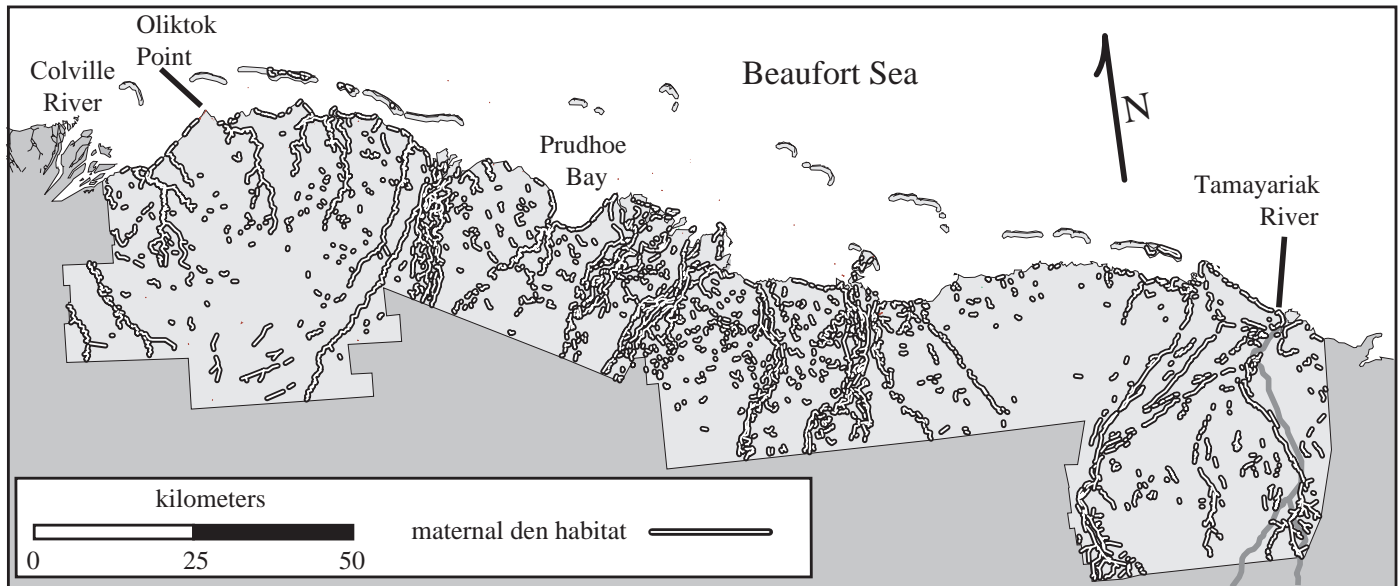 Oliktok
Point
Colville
River
Beaufort Sea
N
Prudhoe
Bay
Tamayariak
River
kilometers
0 25 50
maternal den habitat